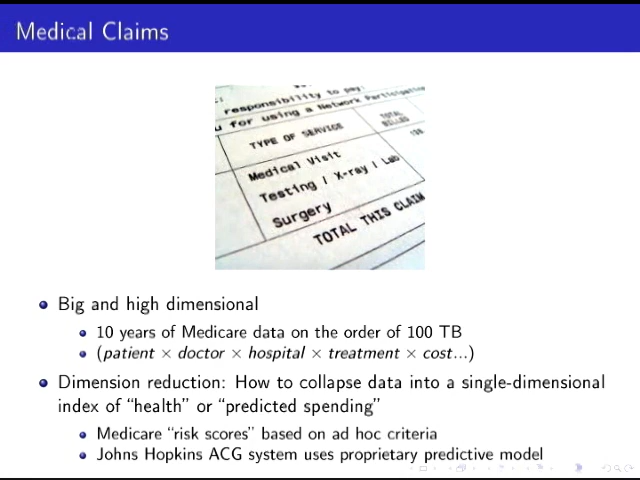 Medical Claims
responsibility to pay:
u for using a Network
TYPE OF SERVICE
TOTAL
BILLED
Medical Visit
Testing / X-ray / Lab
Surgery
TOTAL THIS CLAIM
Big and high dimensional
10 years of Medicare data on the order of 100 TB
(patient × doctor × hospital × treatment × cost...)
Dimension reduction: How to collapse data into a single-dimensional
index of “health” or “predicted spending”
Medicare “risk scores” based on ad hoc criteria
Johns Hopkins ACG system uses proprietary predictive model